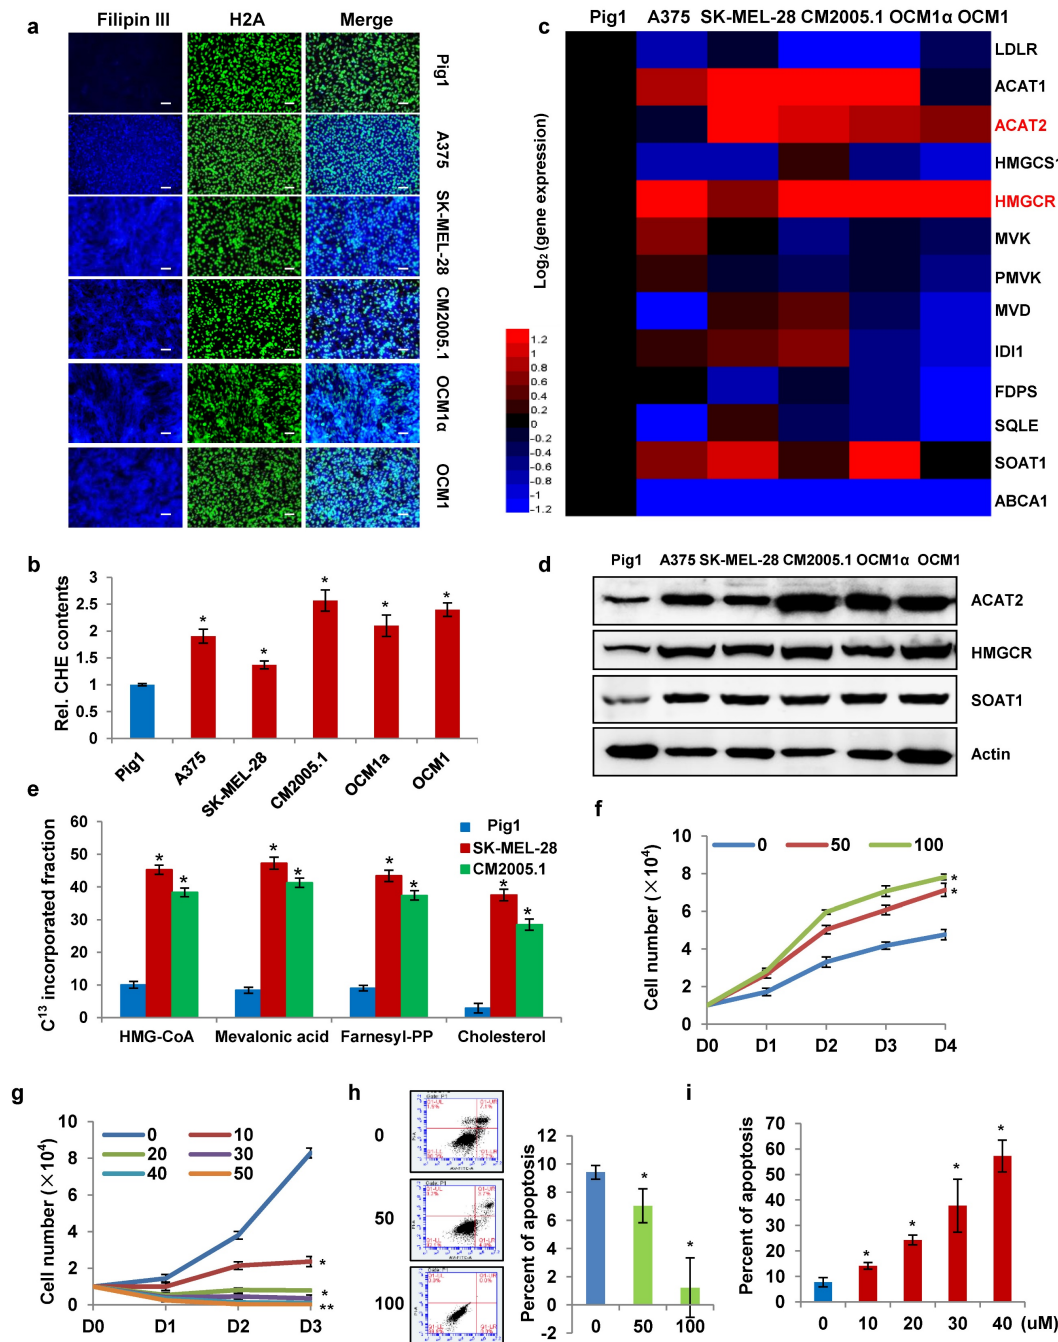 a
Filipin III H2A Merge
Pig1
A375
SK-MEL-28
CM2005.1
OCM1α
OCM1
c
Pig1 A375 SK-MEL-28 CM2005.1 OCM1α OCM1
LDLR
ACAT1
ACAT2
HMGCS1
HMGCR
MVK
PMVK
MVD
IDI1
FDPS
SQLE
SOAT1
ABCA1
Log2 (gene expression)
1.2
1
0.8
0.6
0.4
0.2
0
-0.2
-0.4
-0.6
-0.8
-1
-1.2
b
Rel. CHE contents
3
2.5
2
1.5
1
0.5
0
* * * * *
Pig1 A375 SK-MEL-28 CM2005.1 OCM1a OCM1
d
Pig1 A375 SK-MEL-28 CM2005.1 OCM1α OCM1
ACAT2
HMGCR
SOAT1
Actin
e
C13 incorporated fraction
60
50
40
30
20
10
0
Pig1
SK-MEL-28
CM2005.1
* * * * * * * *
HMG-CoA Mevalonic acid Farnesyl-PP Cholesterol
f
Cell number (×104)
10
8
6
4
2
0
0 50 100
*
*
D0 D1 D2 D3 D4
g
Cell number (×104)
10
8
6
4
2
0
0 10
20 30
40 50
*
*
**
D0 D1 D2 D3
h
0
50
100
Percent of apoptosis
12
10
8
6
4
2
0
-2
* *
0 50 100
i
Percent of apoptosis
70
60
50
40
30
20
10
0
* * * *
0 10 20 30 40 (uM)